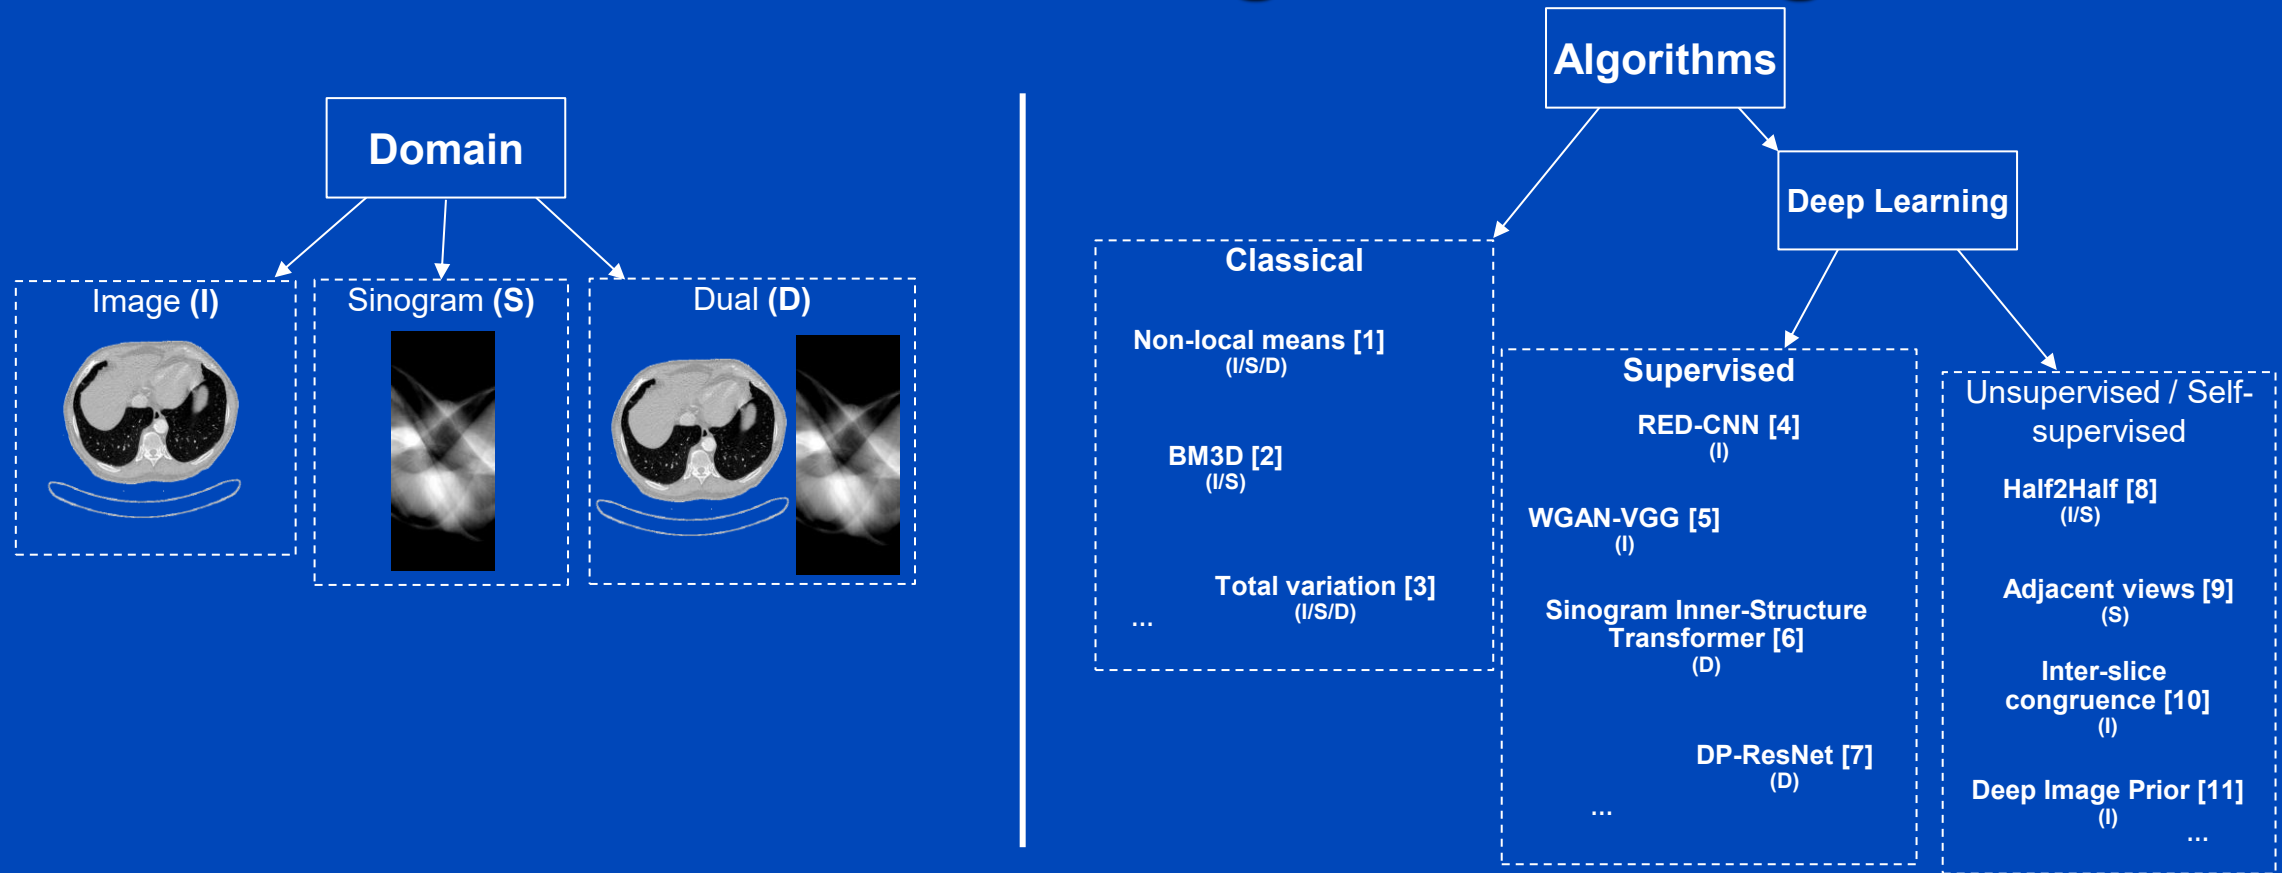 Domain
Image (I)
Sinogram (S)
Dual (D)
Algorithms
Deep Learning
Classical
Non-local means [1]
(I/S/D)
BM3D [2]
(I/S)
Total variation [3]
(I/S/D)
...
Supervised
RED-CNN [4]
(I)
WGAN-VGG [5]
(I)
Sinogram Inner-Structure
Transformer [6]
(D)
DP-ResNet [7]
(D)
...
Unsupervised / Self-
supervised
Half2Half [8]
(I/S)
Adjacent views [9]
(S)
Inter-slice
congruence [10]
(I)
Deep Image Prior [11]
(I)
...